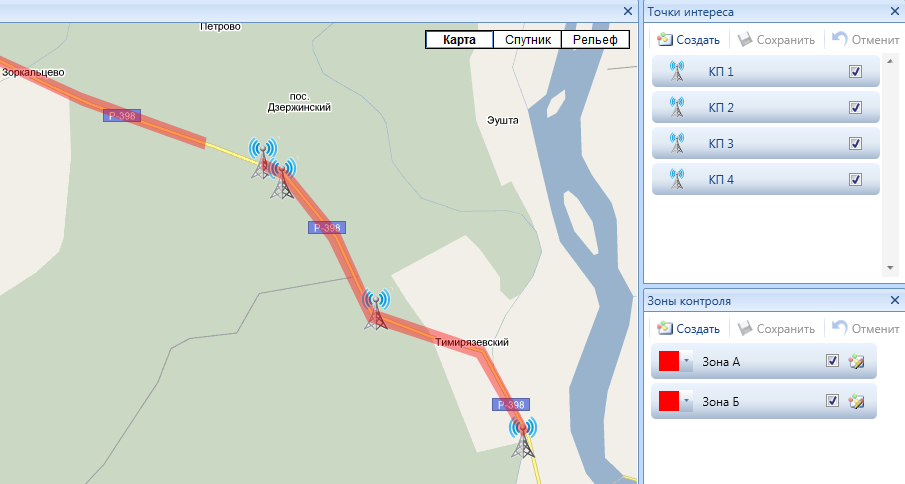 Петрово
Карта
Спутник
Рельеф
Зоркальцево
пос.
Дзержинский
Р-398
Эушта
Р-398
Тимирязевский
Р-398
Точки интереса
Создать
Сохранить
Отменит
КП 1
КП 2
КП 3
КП 4
Зоны контроля
Создать
Сохранить
Отменит
Зона А
Зона Б